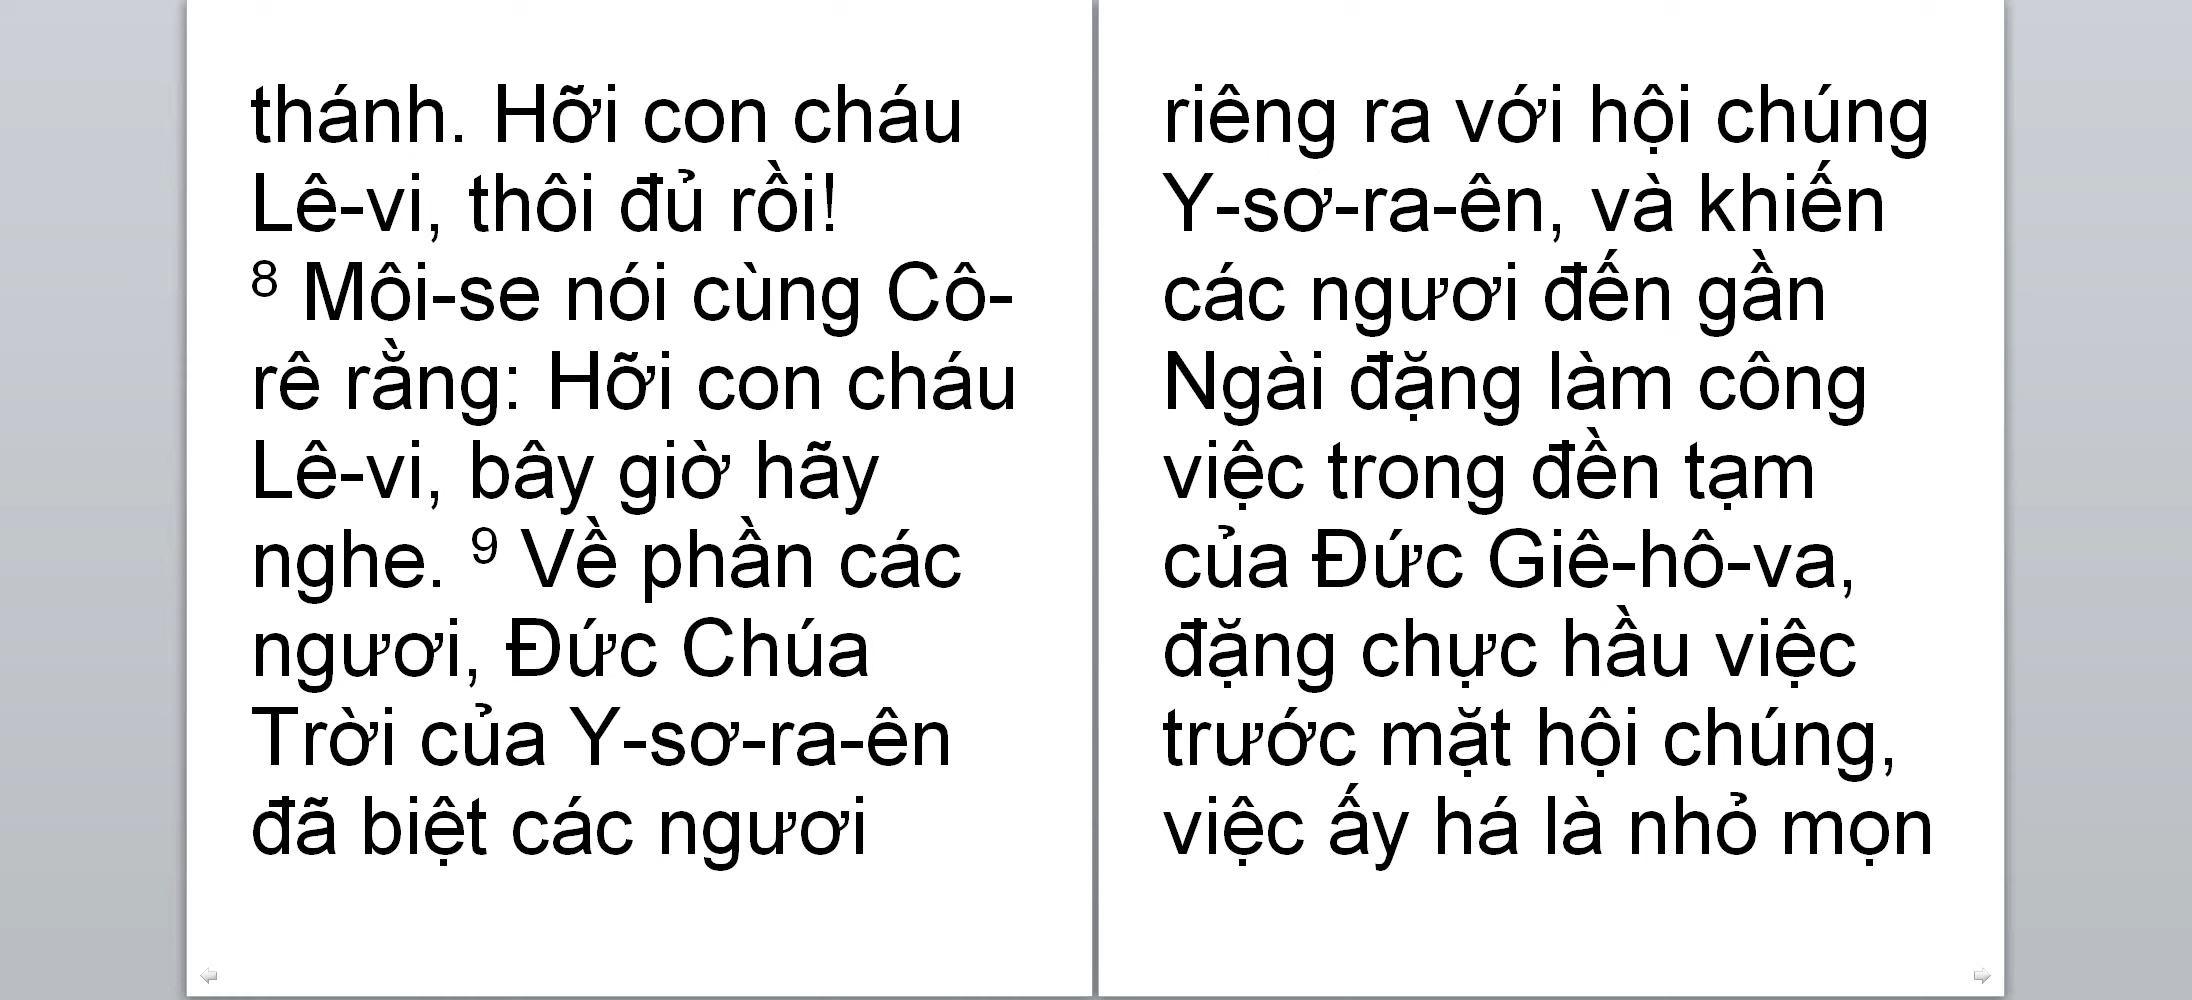 thánh. Hỡi con cháu
Lê-vi, thôi đủ rồi!
8 Môi-se nói cùng Cô-
rê rằng: Hỡi con cháu
Lê-vi, bây giờ hãy
nghe. 9 Về phần các
ngươi, Đức Chúa
Trời của Y-sơ-ra-ên
đã biệt các ngươi
riêng ra với hội chúng
Y-sơ-ra-ên, và khiến
các ngươi đến gần
Ngài đặng làm công
việc trong đền tạm
của Đức Giê-hô-va,
đặng chực hầu việc
trước mặt hội chúng,
việc ấy há là nhỏ mọn